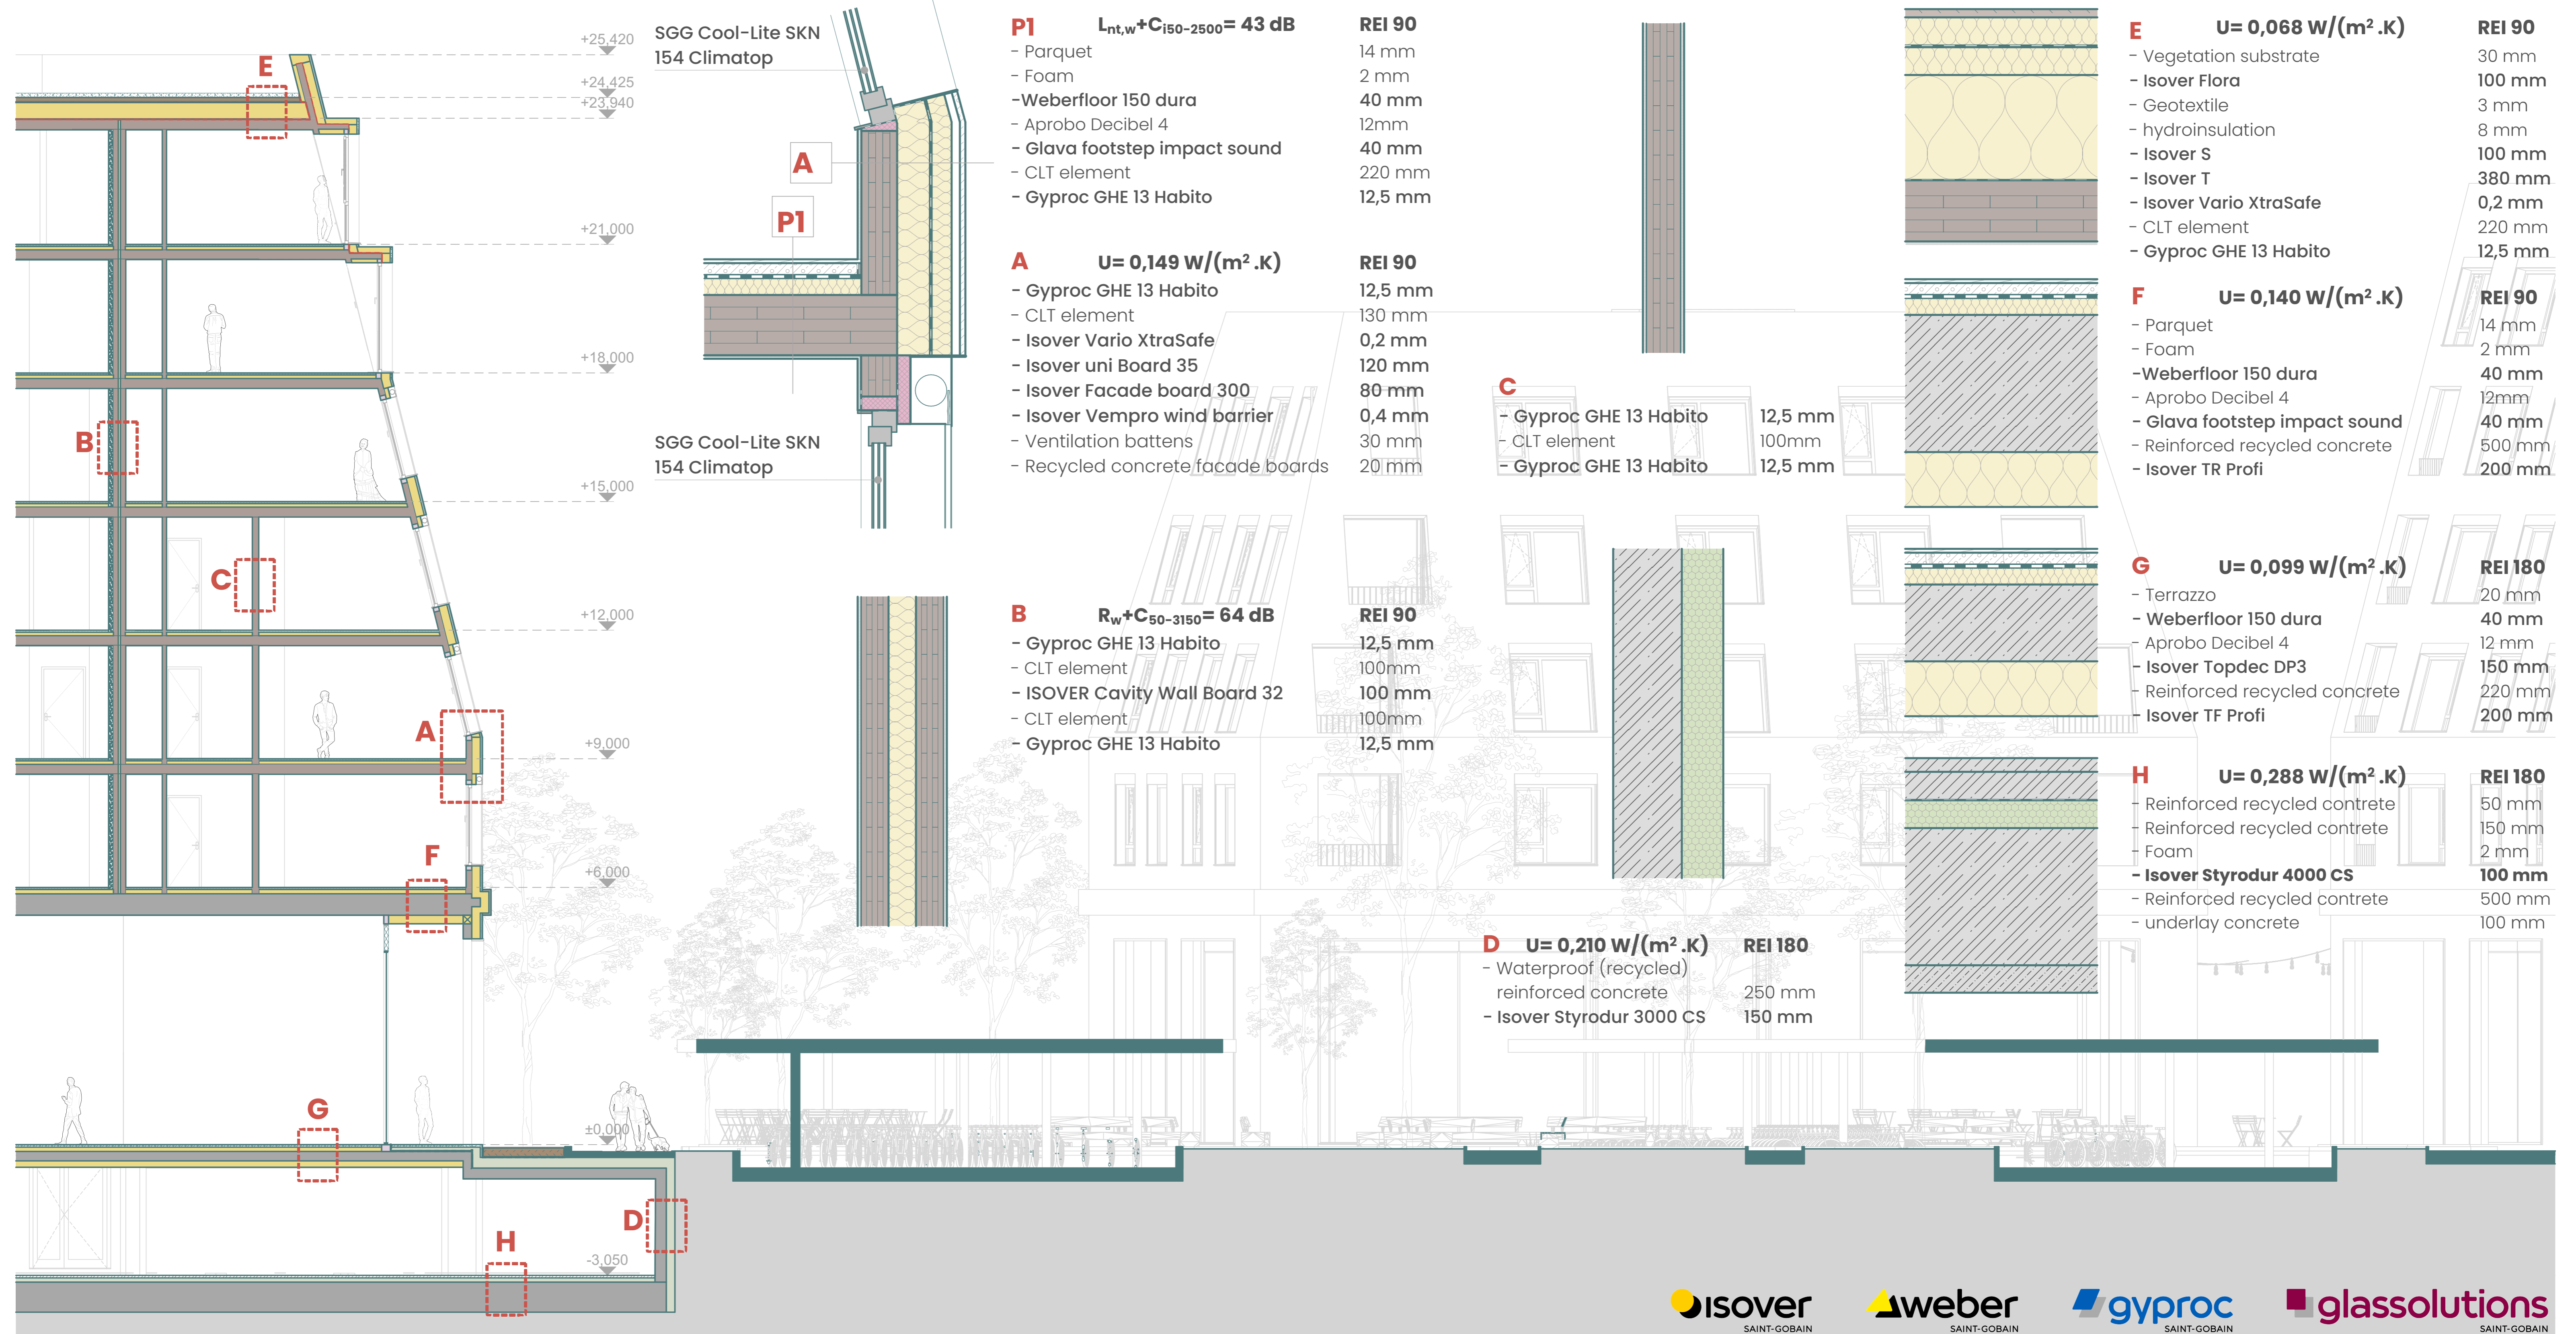 E
+25,420
+24,425
+23,940
+21,000
+18,000
B
+15,000
C
+12,000
A
+9,000
F
+6,000
G
±0,000
D
H
-3,050
SGG Cool-Lite SKN
154 Climatop
A
P1
SGG Cool-Lite SKN
154 Climatop
P1 Lnt,w+Ci50-2500= 43 dB REI 90
- Parquet 14 mm
- Foam 2 mm
-Weberfloor 150 dura 40 mm
- Aprobo Decibel 4 12mm
- Glava footstep impact sound 40 mm
- CLT element 220 mm
- Gyproc GHE 13 Habito 12,5 mm
A U= 0,149 W/(m² .K) REI 90
- Gyproc GHE 13 Habito 12,5 mm
- CLT element 130 mm
- Isover Vario XtraSafe 0,2 mm
- Isover uni Board 35 120 mm
- Isover Facade board 300 80 mm
- Isover Vempro wind barrier 0,4 mm
- Ventilation battens 30 mm
- Recycled concrete facade boards 20 mm
B Rw+C50-3150= 64 dB REI 90
- Gyproc GHE 13 Habito 12,5 mm
- CLT element 100mm
- ISOVER Cavity Wall Board 32 100 mm
- CLT element 100mm
- Gyproc GHE 13 Habito 12,5 mm
C
- Gyproc GHE 13 Habito 12,5 mm
- CLT element 100mm
- Gyproc GHE 13 Habito 12,5 mm
D U= 0,210 W/(m² .K) REI 180
- Waterproof (recycled)
reinforced concrete 250 mm
- Isover Styrodur 3000 CS 150 mm
E U= 0,068 W/(m² .K) REI 90
- Vegetation substrate 30 mm
- Isover Flora 100 mm
- Geotextile 3 mm
- hydroinsulation 8 mm
- Isover S 100 mm
- Isover T 380 mm
- Isover Vario XtraSafe 0,2 mm
- CLT element 220 mm
- Gyproc GHE 13 Habito 12,5 mm
F U= 0,140 W/(m² .K) REI 90
- Parquet 14 mm
- Foam 2 mm
-Weberfloor 150 dura 40 mm
- Aprobo Decibel 4 12mm
- Glava footstep impact sound 40 mm
- Reinforced recycled concrete 500 mm
- Isover TR Profi 200 mm
G U= 0,099 W/(m² .K) REI 180
- Terrazzo 20 mm
- Weberfloor 150 dura 40 mm
- Aprobo Decibel 4 12 mm
- Isover Topdec DP3 150 mm
- Reinforced recycled concrete 220 mm
- Isover TF Profi 200 mm
H U= 0,288 W/(m² .K) REI 180
- Reinforced recycled contrete 50 mm
- Reinforced recycled contrete 150 mm
- Foam 2 mm
- Isover Styrodur 4000 CS 100 mm
- Reinforced recycled contrete 500 mm
- underlay concrete 100 mm
isover
SAINT-GOBAIN
weber
SAINT-GOBAIN
gyproc
SAINT-GOBAIN
glassolutions
SAINT-GOBAIN